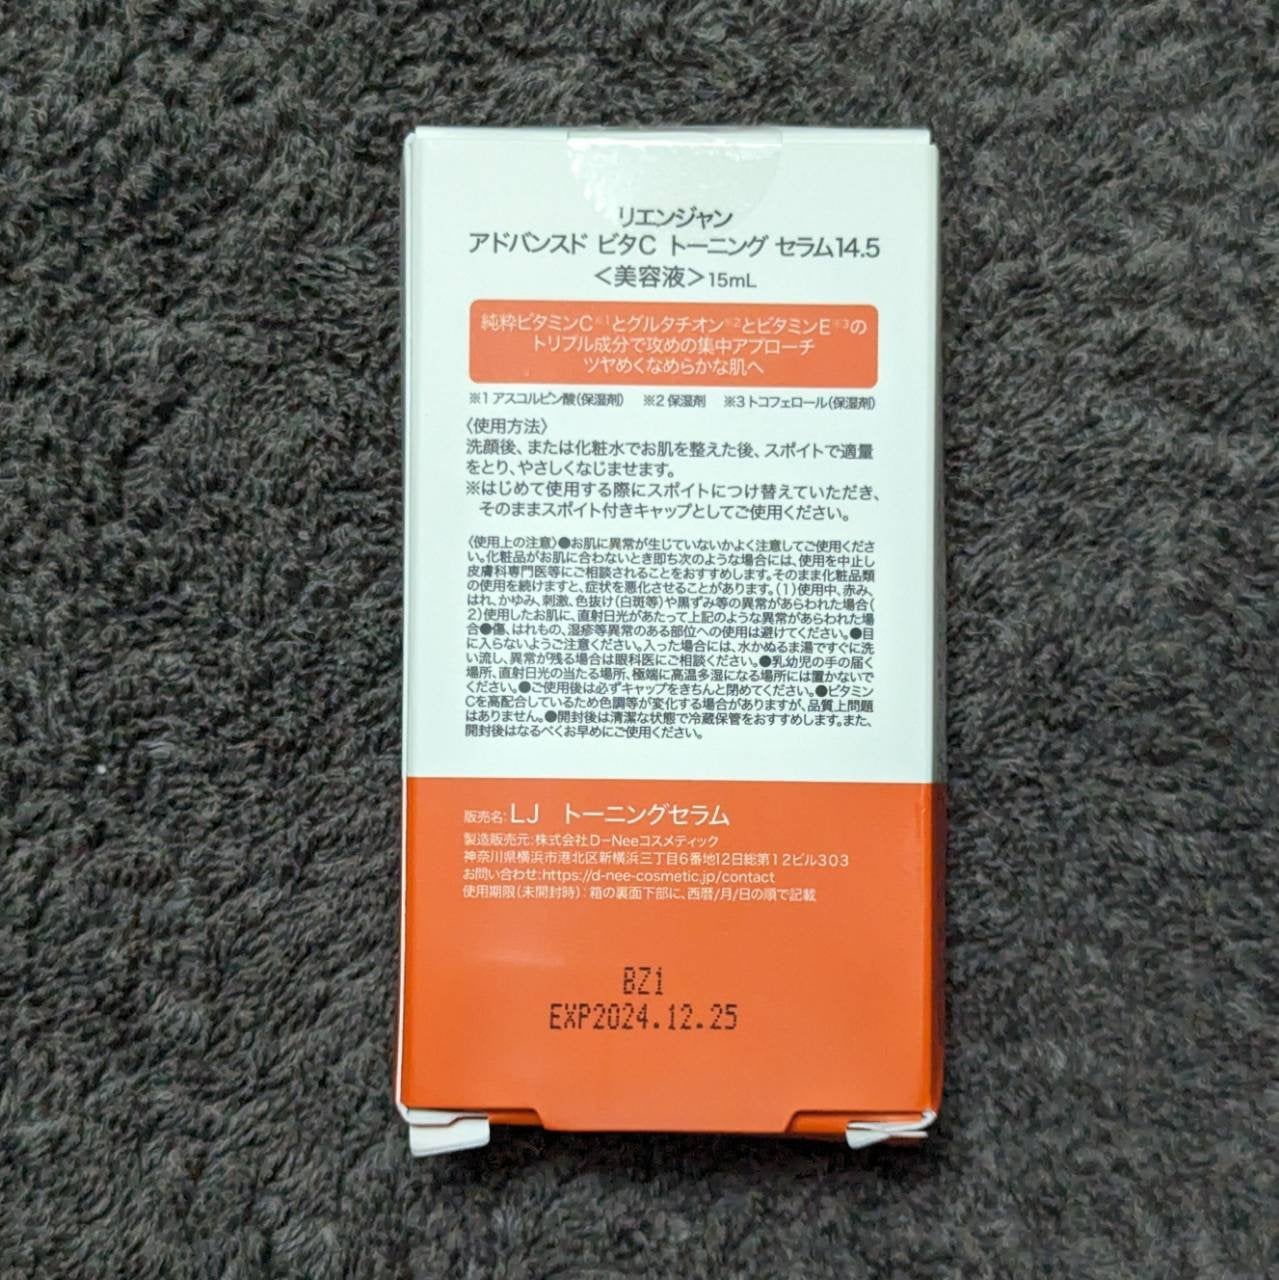 リエンジャン
アドバンスド ビタC トーニング セラム14.5
＜美容液＞15mL
純粋ビタミンC※1とグルタチオン※2とビタミンE※3の
トリプル成分で攻めの集中アプローチ
ツヤめくなめらかな肌へ
※1 アスコルビン酸(保湿剤)　※2 保湿剤　※3 トコフェロール(保湿剤)
〈使用方法〉
洗顔後、または化粧水でお肌を整えた後、スポイトで適量
をとり、やさしくなじませます。
※はじめて使用する際にスポイトにつけ替えていただき、
そのままスポイト付きキャップとしてご使用ください。
〈使用上の注意〉●お肌に異常が生じていないかよく注意してご使用くださ
い。化粧品がお肌に合わないとき即ち次のような場合には、使用を中止し
皮膚科専門医等にご相談されることをおすすめします。そのまま化粧品類
の使用を続けますと、症状を悪化させることがあります。(1)使用中、赤み、
はれ、かゆみ、刺激、色抜け(白斑等)や黒ずみ等の異常があらわれた場合(
2)使用したお肌に、直射日光があたって上記のような異常があらわれた場
合●傷、はれもの、湿疹等異常のある部位への使用は避けてください。●目
に入らないようご注意ください。入った場合には、水かぬるま湯ですぐに洗
い流し、異常が残る場合は眼科医にご相談ください。●乳幼児の手の届く
場所、直射日光の当たる場所、極端に高温多湿になる場所には置かないで
ください。●ご使用後は必ずキャップをきちんと閉めてください。●ビタミン
Cを高配合しているため色調等が変化する場合がありますが、品質上問題
はありません。●開封後は清潔な状態で冷蔵保管をおすすめします。また、
開封後はなるべくお早めにご使用ください。
販売名:LJ　トーニングセラム
製造販売元:株式会社D-Neeコスメティック
神奈川県横浜市港北区新横浜三丁目6番地12日総第12ビル303
お問い合わせ:https://d-nee-cosmetic.jp/contact
使用期限(未開封時):箱の裏面下部に、西暦/月/日の順で記載
BZ1
EXP2024.12.25